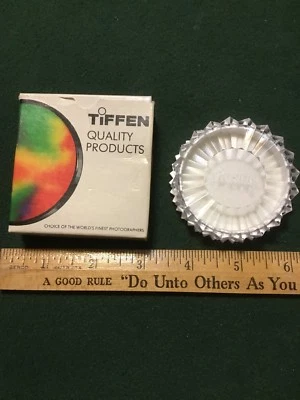 TiFFEN
QUALITY
PRODUCTS
CHOICE OF THE WORLD'S FINEST PHOTOGRAPHERS
1 2 3 4 5 6
A GOOD RULE "Do Unto Others As You